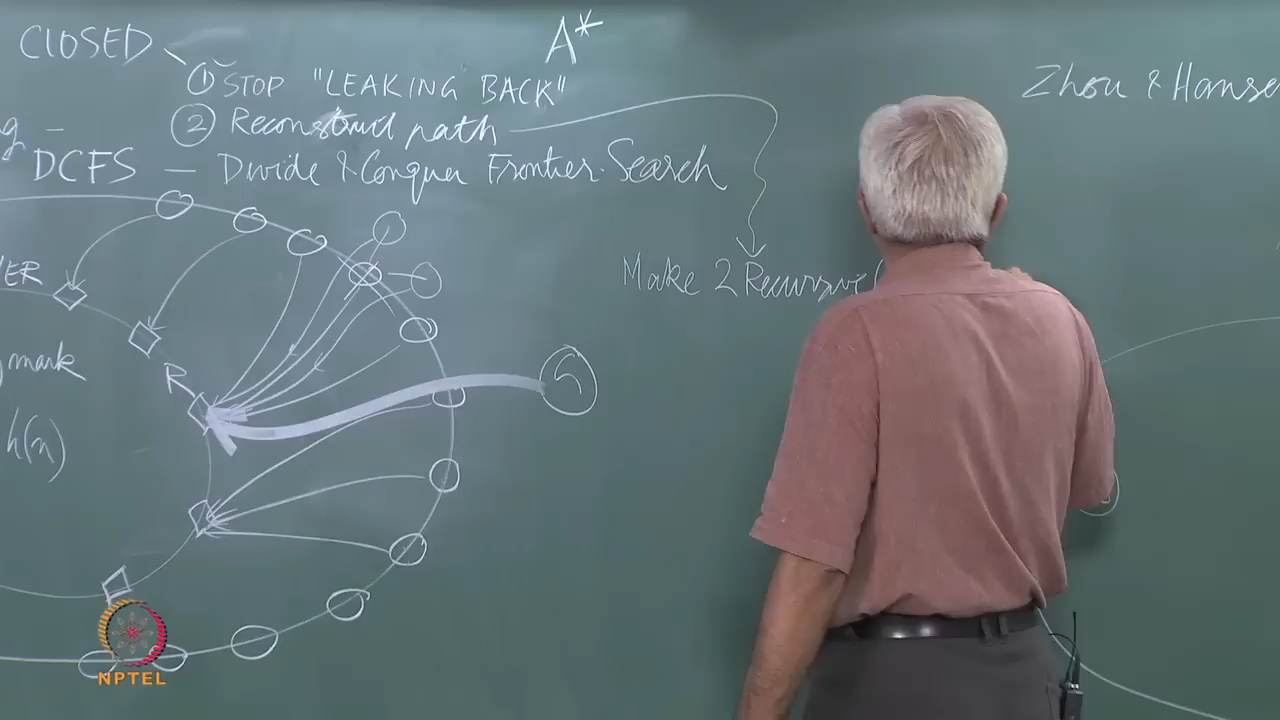 CLOSED
A*
① STOP "LEAKING BACK"
Zhou & Hanse
② Reconstruct path
g -
DCFS — Divide & Conquer Frontier Search
Make 2 Recursive
R
mark
h(n)
G
NPTEL